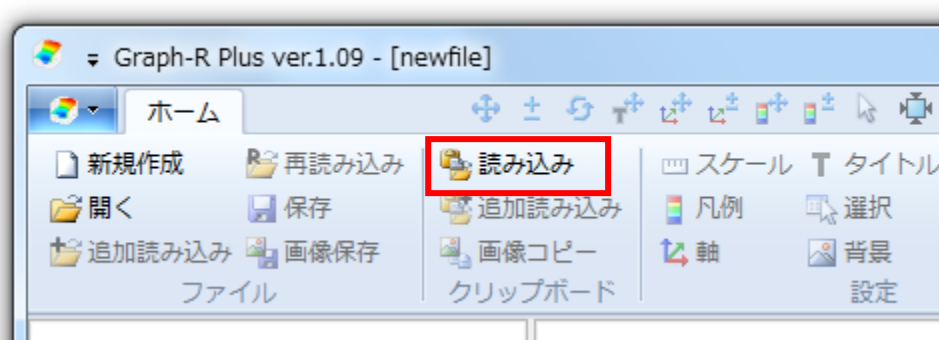 Graph-R Plus ver.1.09 - [newfile]
ホーム
新規作成 再読み込み 読み込み スケール タイトル
開く 保存 追加読み込み 凡例 選択
追加読み込み 画像保存 画像コピー 軸 背景
ファイル クリップボード 設定